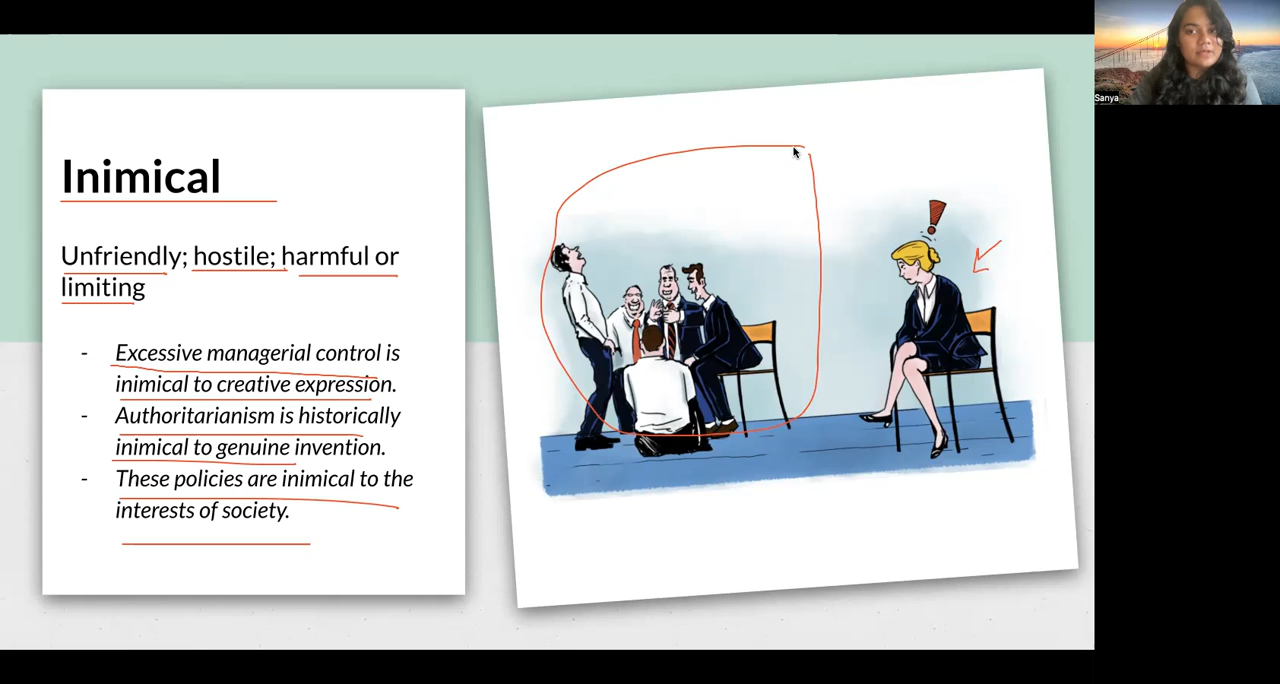 Inimical
Unfriendly; hostile; harmful or
limiting
- Excessive managerial control is
inimical to creative expression.
- Authoritarianism is historically
inimical to genuine invention.
- These policies are inimical to the
interests of society.
Sanya